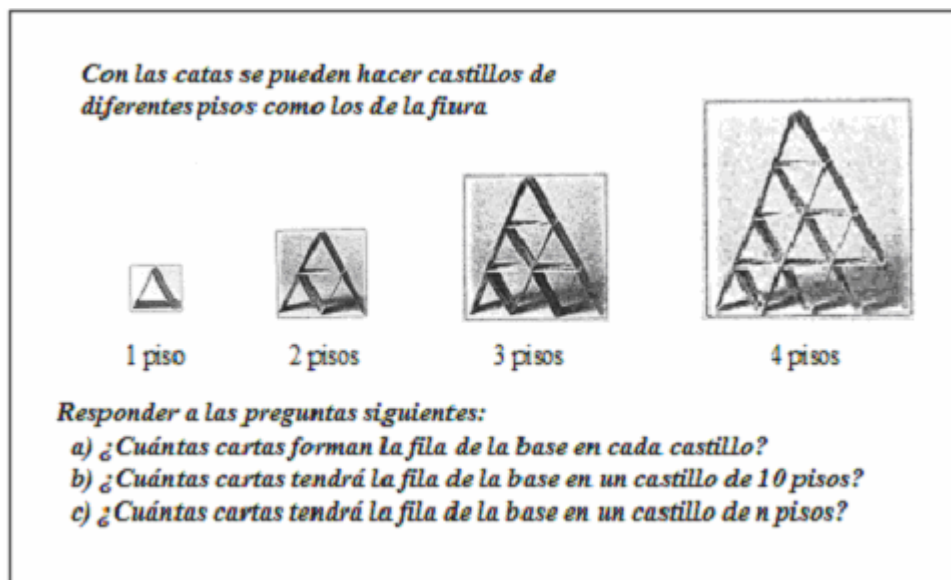 Con las catas se pueden hacer castillos de
diferentes pisos como los de la fiura
1 piso
2 pisos
3 pisos
4 pisos
Responder a las preguntas siguientes:
a) ¿Cuántas cartas forman la fila de la base en cada castillo?
b) ¿Cuántas cartas tendrá la fila de la base en un castillo de 10 pisos?
c) ¿Cuántas cartas tendrá la fila de la base en un castillo de n pisos?